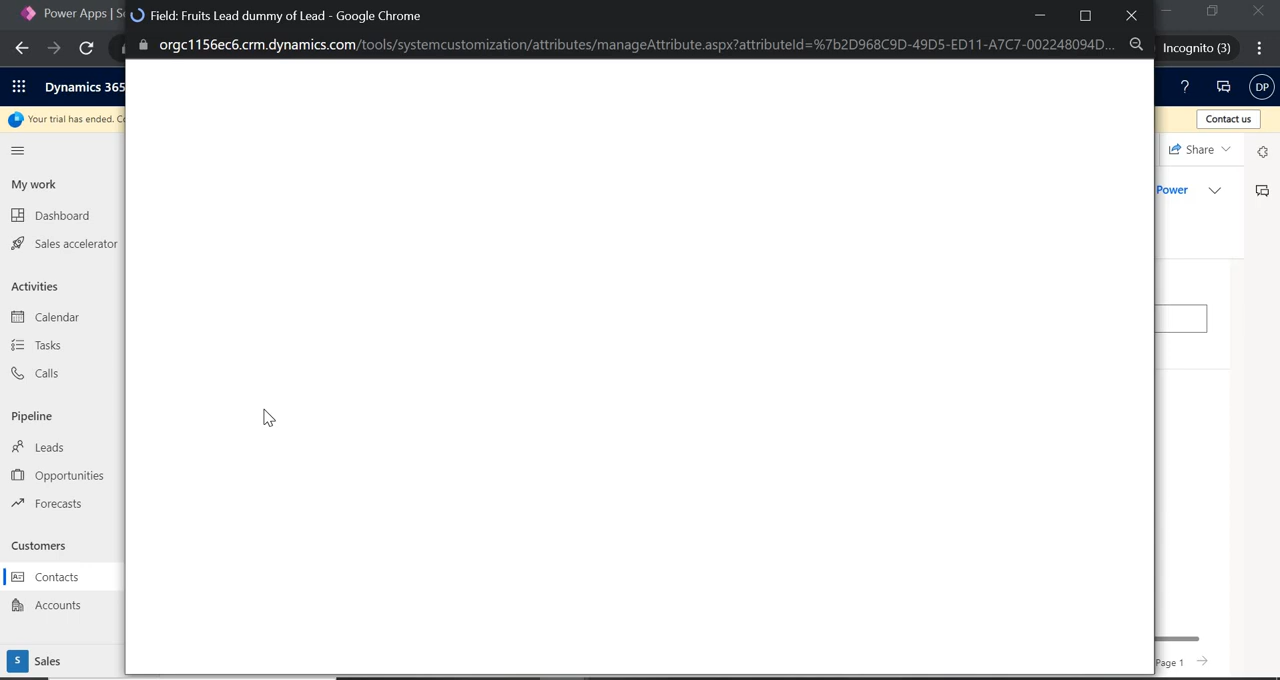 Power Apps | S
Field: Fruits Lead dummy of Lead - Google Chrome
orgc1156ec6.crm.dynamics.com/tools/systemcustomization/attributes/manageAttribute.aspx?attributeId=%7b2D968C9D-49D5-ED11-A7C7-002248094D...
Incognito (3)
Dynamics 365
?
DP
Your trial has ended. Co
Contact us
Share
My work
Power
Dashboard
Sales accelerator
Activities
Calendar
Tasks
Calls
Pipeline
Leads
Opportunities
Forecasts
Customers
Contacts
Accounts
S Sales
Page 1